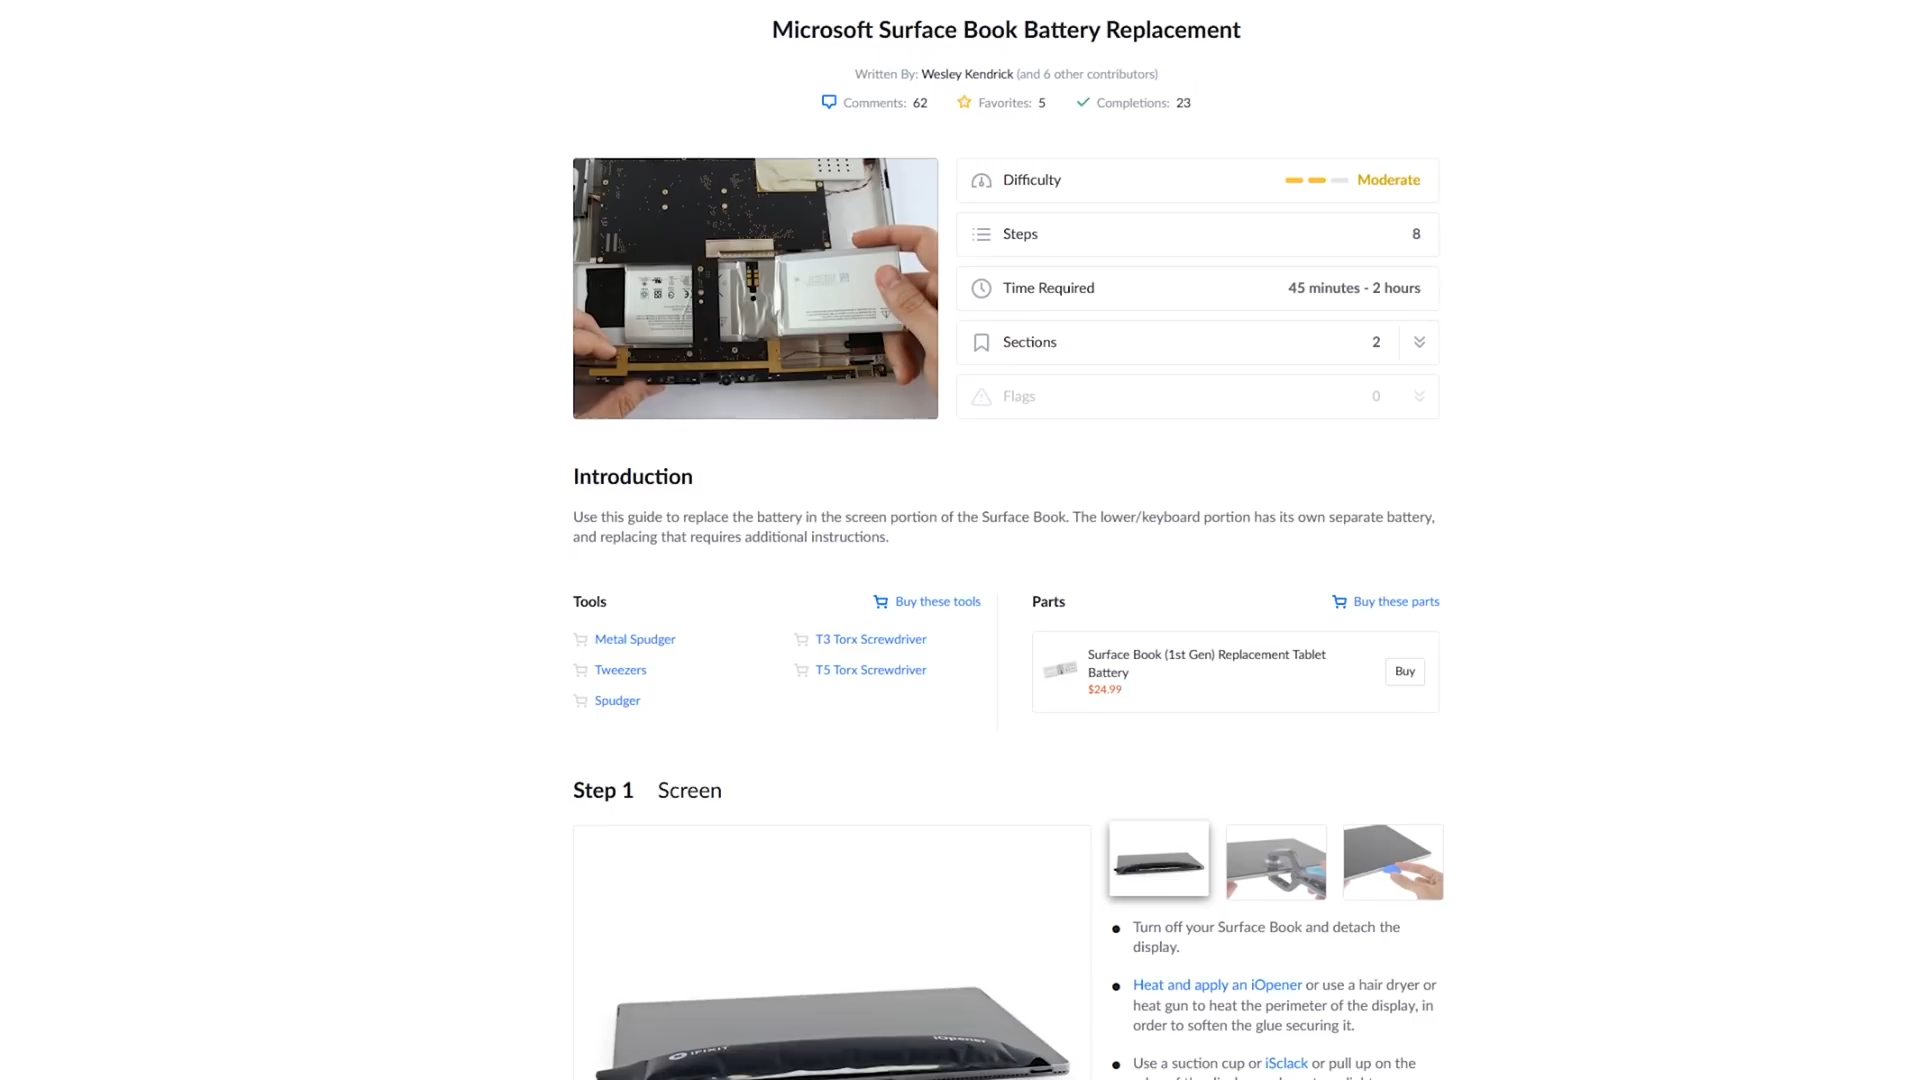 Microsoft Surface Book Battery Replacement
Written By: Wesley Kendrick (and 6 other contributors)
Comments: 62 Favorites: 5 Completions: 23
Difficulty Moderate
Steps 8
Time Required 45 minutes - 2 hours
Sections 2
Flags 0
Introduction
Use this guide to replace the battery in the screen portion of the Surface Book. The lower/keyboard portion has its own separate battery,
and replacing that requires additional instructions.
Tools Buy these tools
Metal Spudger T3 Torx Screwdriver
Tweezers T5 Torx Screwdriver
Spudger
Parts Buy these parts
Surface Book (1st Gen) Replacement Tablet
Battery
$24.99
Buy
Step 1 Screen
iFIXIT iOpener
Turn off your Surface Book and detach the
display.
Heat and apply an iOpener or use a hair dryer or
heat gun to heat the perimeter of the display, in
order to soften the glue securing it.
Use a suction cup or iSclack or pull up on the